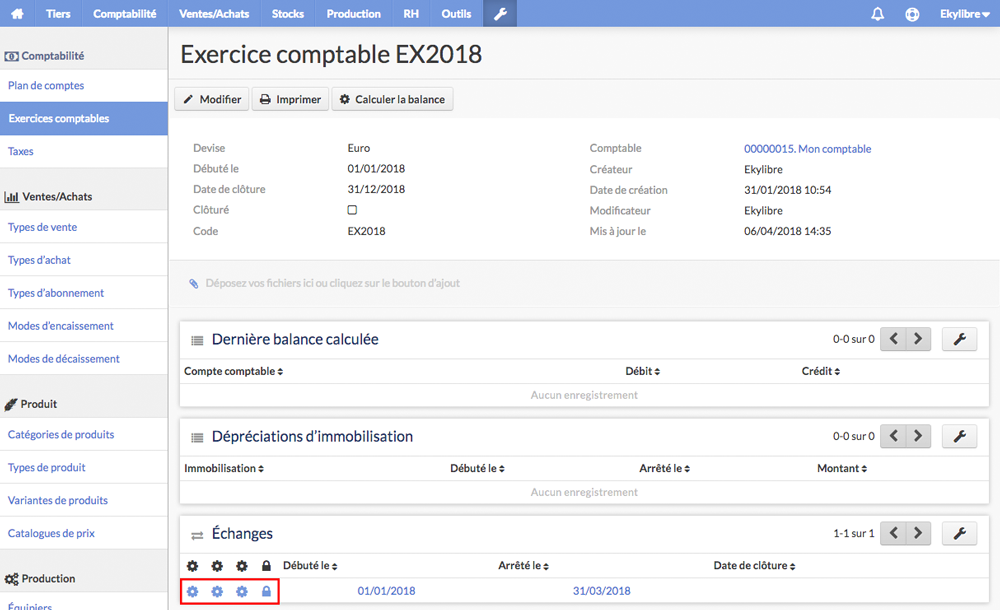 Tiers Comptabilité Ventes/Achats Stocks Production RH Outils Ekylibre
Comptabilité
Plan de comptes
Exercices comptables
Taxes
Ventes/Achats
Types de vente
Types d'achat
Types d'abonnement
Modes d'encaissement
Modes de décaissement
Produit
Catégories de produits
Types de produit
Variantes de produits
Catalogues de prix
Production
Équipiers
Exercice comptable EX2018
Modifier Imprimer Calculer la balance
Devise Euro
Débuté le 01/01/2018
Date de clôture 31/12/2018
Clôturé
Code EX2018
Comptable 00000015. Mon comptable
Créateur Ekylibre
Date de création 31/01/2018 10:54
Modificateur Ekylibre
Mis à jour le 06/04/2018 14:35
Déposez vos fichiers ici ou cliquez sur le bouton d'ajout
Dernière balance calculée 0-0 sur 0
Compte comptable Débit Crédit
Aucun enregistrement
Dépréciations d'immobilisation 0-0 sur 0
Immobilisation Débuté le Arrêté le Montant
Aucun enregistrement
Échanges 1-1 sur 1
Débuté le Arrêté le Date de clôture
01/01/2018 31/03/2018